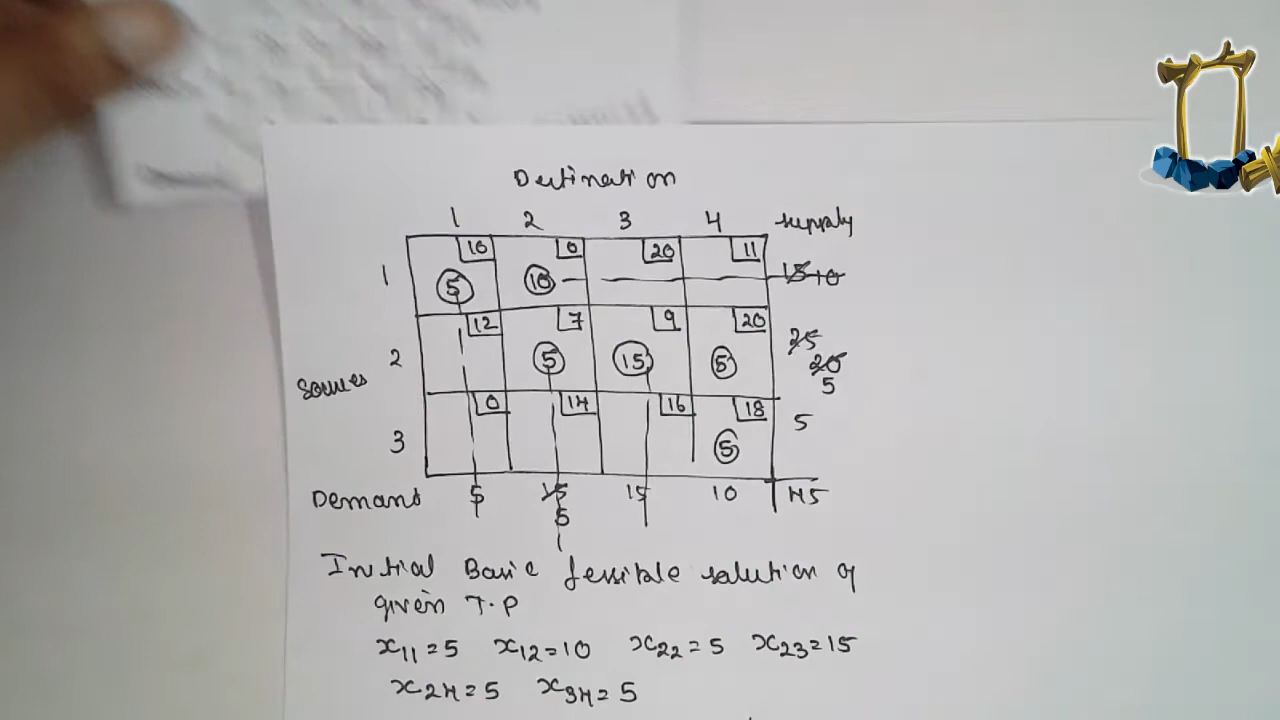 Destination
1 2 3 4 supply
1 10 0 20 11
5 10 15 10
12 7 9 20
2 5 15 5 25 20
Sources 5
0 14 16 18
3 5 5
Demand 5 15 15 10 45
5
Initial Basic fessible salution of
given T.P
x11=5 x12=10 x22=5 x23=15
x24=5 x34=5